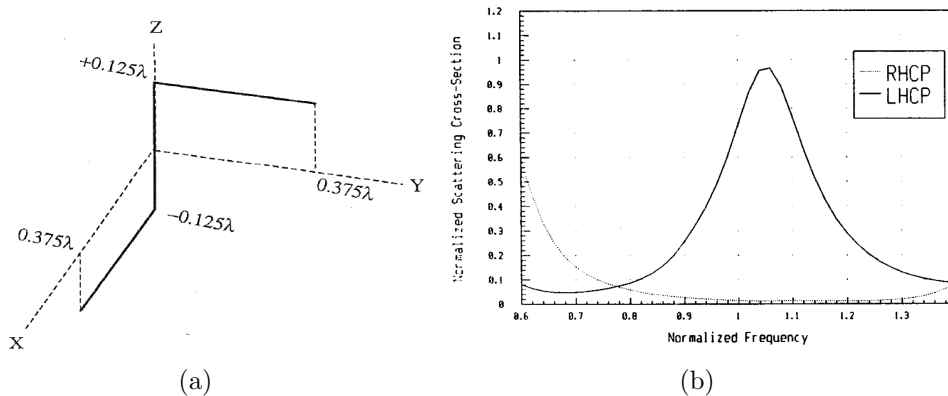 Z
+0.125λ
Y
0.375λ
−0.125λ
0.375λ
X
(a)
1.2
1.1
1
0.9
0.8
0.7
0.6
0.5
0.4
0.3
0.2
0.1
0
0.6
0.7
0.8
0.9
1
1.1
1.2
1.3
Normalized Scattering Cross-Section
Normalized Frequency
RHCP
LHCP
(b)